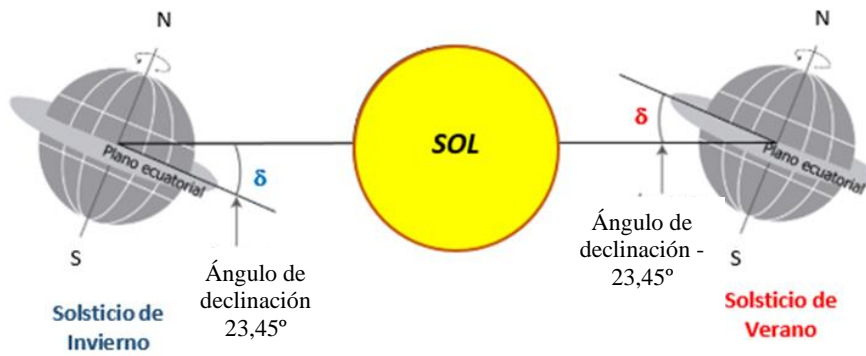 N
Plano ecuatorial
δ
S
Ángulo de
declinación
23,45º
Solsticio de
Invierno
SOL
N
δ
Plano ecuatorial
Ángulo de
declinación -
23,45º
S
Solsticio de
Verano